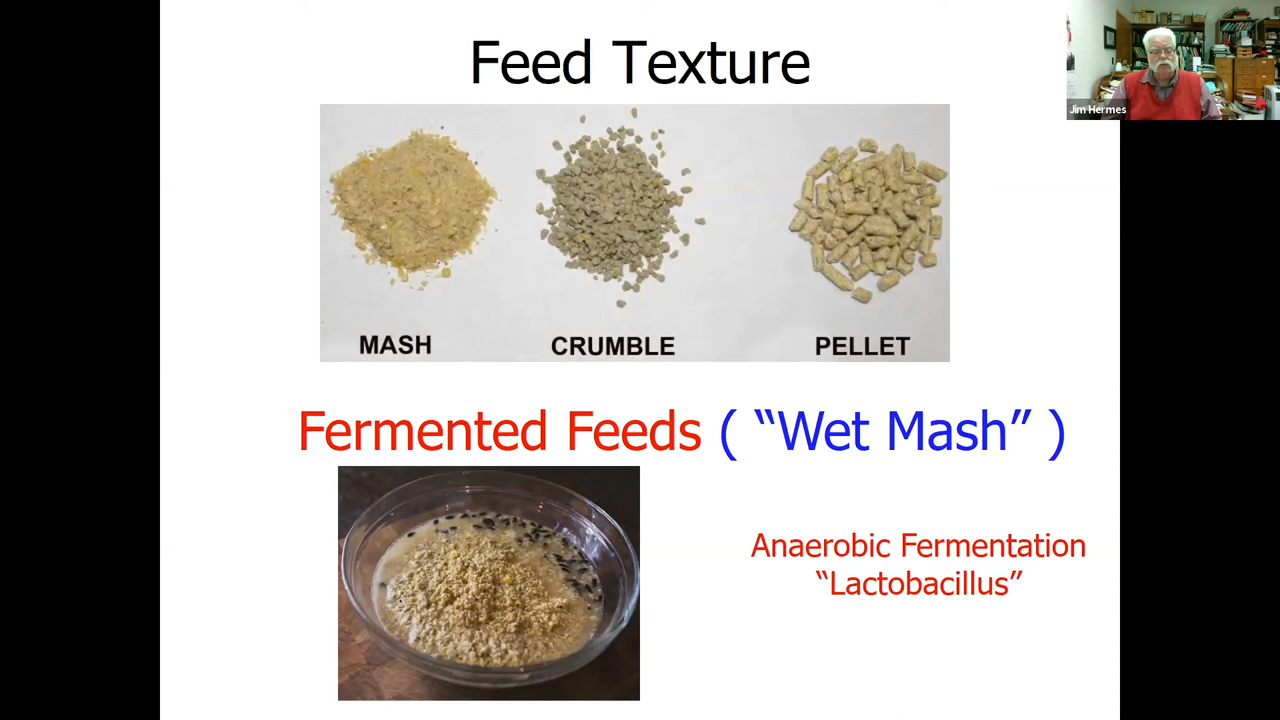 Feed Texture
Jim Hermes
MASH
CRUMBLE
PELLET
Fermented Feeds ( “Wet Mash” )
Anaerobic Fermentation
“Lactobacillus”